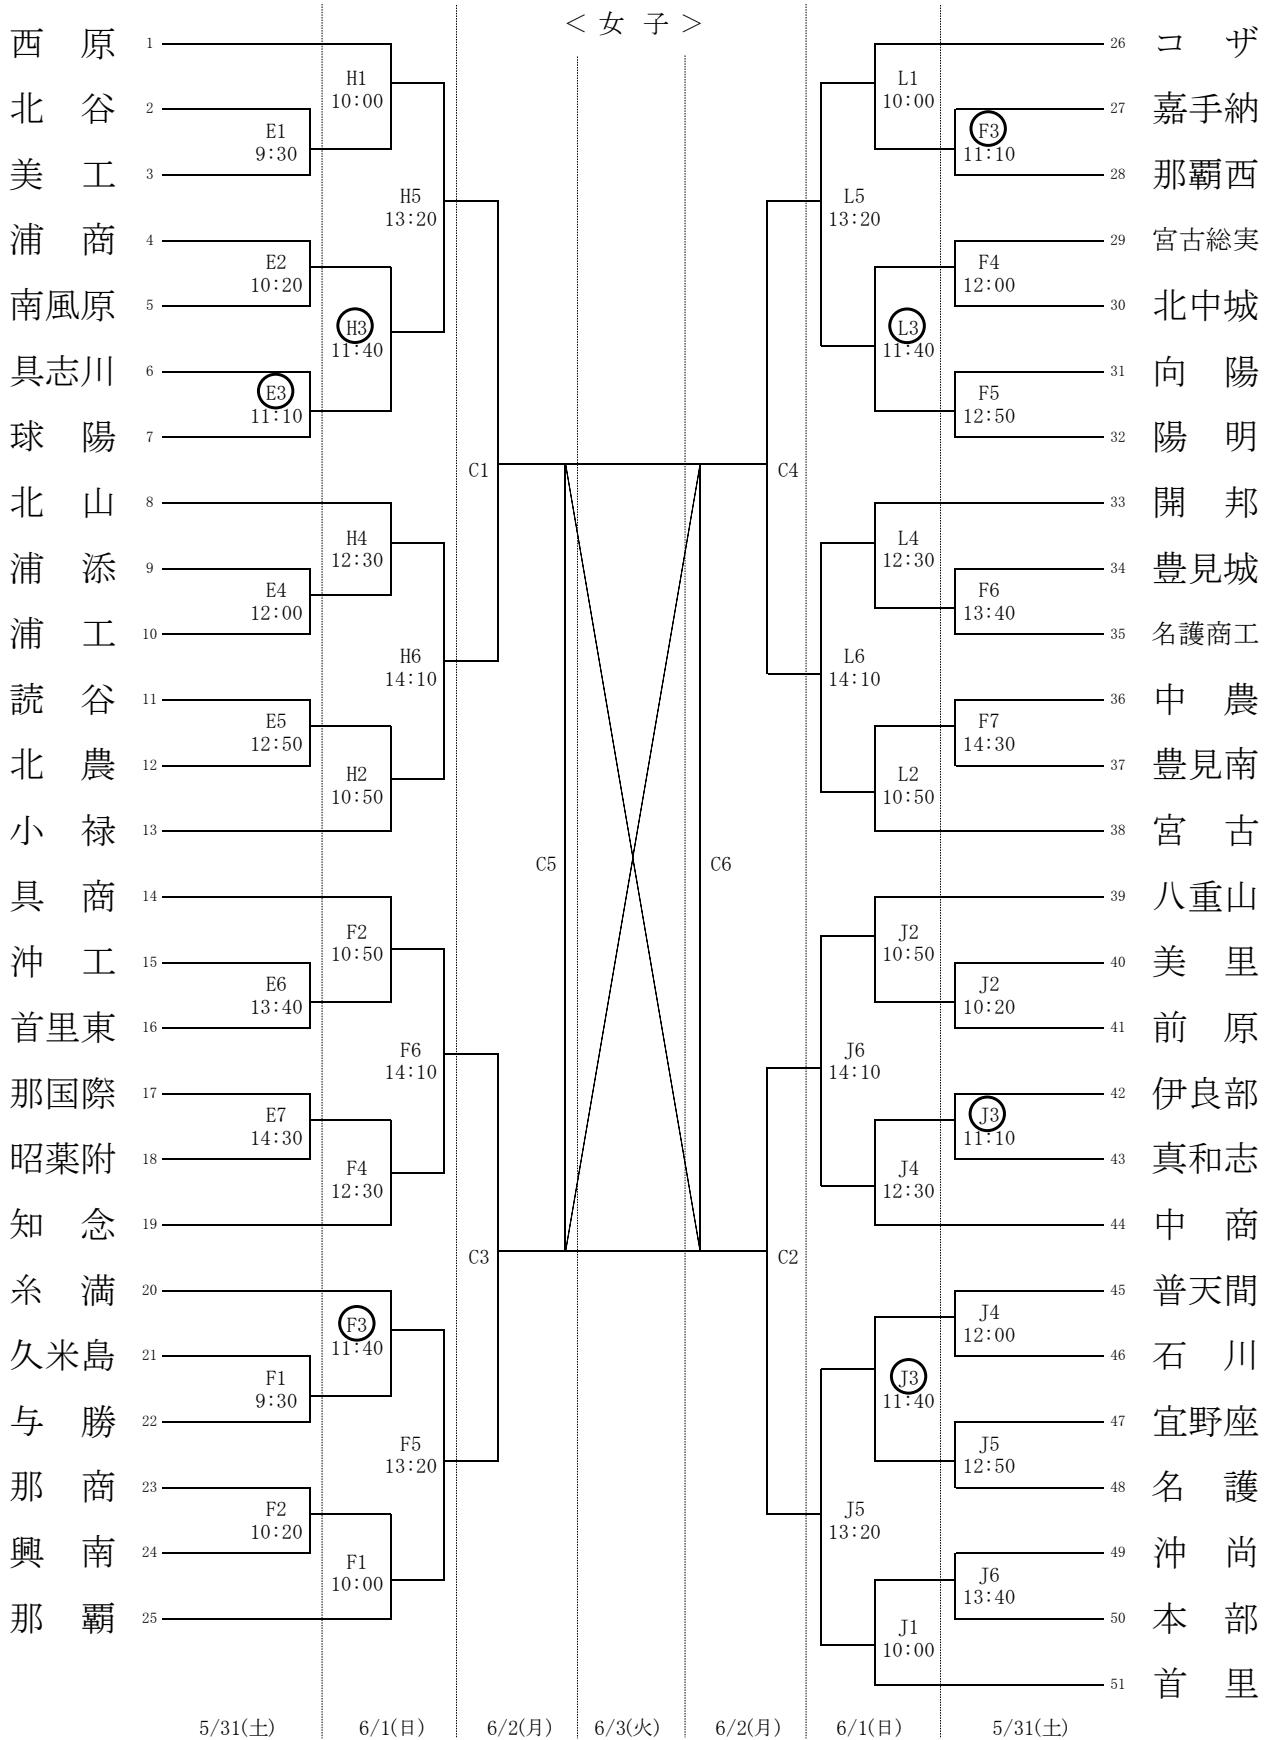 ＜ 女 子 ＞
西 原 1
北 谷 2
美 工 3
浦 商 4
南風原 5
具志川 6
球 陽 7
北 山 8
浦 添 9
浦 工 10
読 谷 11
北 農 12
小 禄 13
具 商 14
沖 工 15
首里東 16
那国際 17
昭薬附 18
知 念 19
糸 満 20
久米島 21
与 勝 22
那 商 23
興 南 24
那 覇 25
E1
9:30
E2
10:20
E3
11:10
E4
12:00
E5
12:50
E6
13:40
E7
14:30
F1
9:30
F2
10:20
H1
10:00
H3
11:40
H4
12:30
H2
10:50
F2
10:50
F4
12:30
F3
11:40
F1
10:00
H5
13:20
H6
14:10
F6
14:10
F5
13:20
C1
C3
C5
C6
C4
C2
L5
13:20
L6
14:10
J6
14:10
J5
13:20
L1
10:00
L3
11:40
L4
12:30
L2
10:50
J2
10:50
J4
12:30
J3
11:40
J1
10:00
F3
11:10
F4
12:00
F5
12:50
F6
13:40
F7
14:30
J2
10:20
J3
11:10
J4
12:00
J5
12:50
J6
13:40
26 コ ザ
27 嘉手納
28 那覇西
29 宮古総実
30 北中城
31 向 陽
32 陽 明
33 開 邦
34 豊見城
35 名護商工
36 中 農
37 豊見南
38 宮 古
39 八重山
40 美 里
41 前 原
42 伊良部
43 真和志
44 中 商
45 普天間
46 石 川
47 宜野座
48 名 護
49 沖 尚
50 本 部
51 首 里
5/31(土) 6/1(日) 6/2(月) 6/3(火) 6/2(月) 6/1(日) 5/31(土)